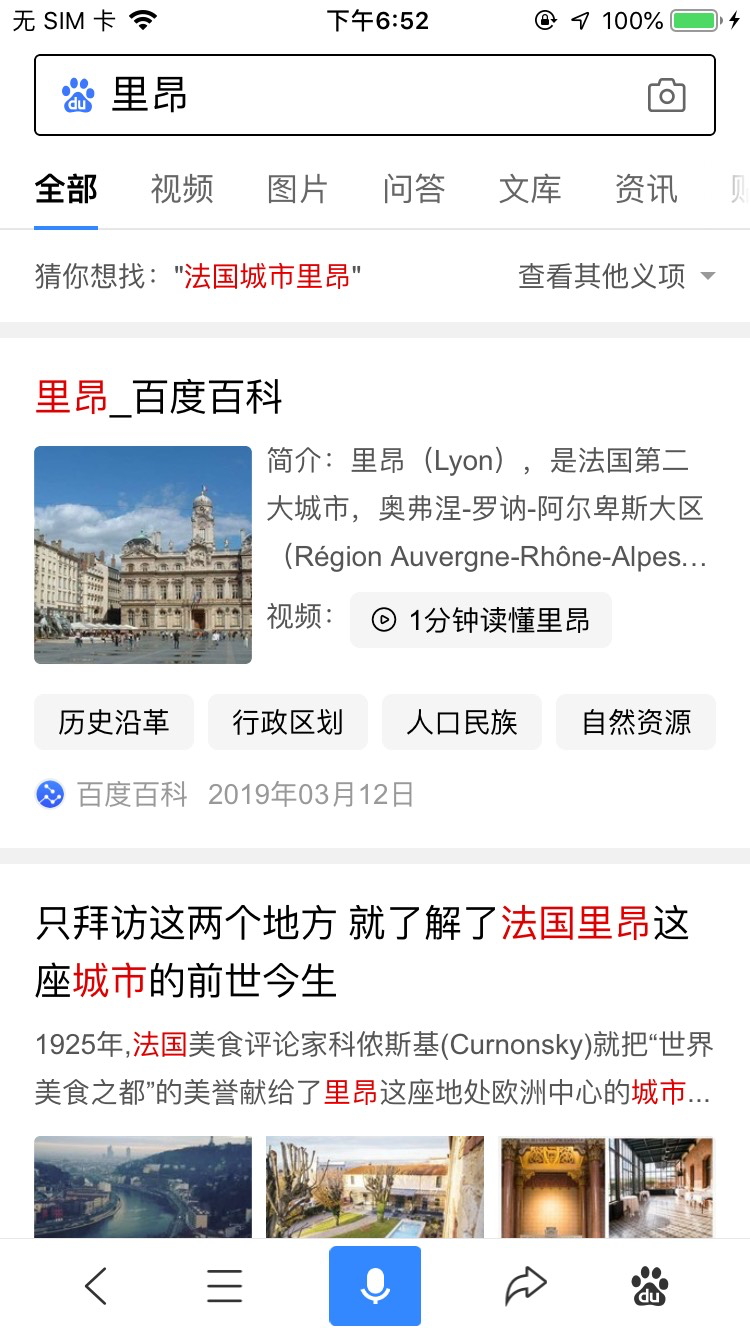 无 SIM 卡 下午6:52 100%
du 里昂
全部 视频 图片 问答 文库 资讯
猜你想找："法国城市里昂" 查看其他义项
里昂_百度百科
简介：里昂（Lyon），是法国第二
大城市，奥弗涅-罗讷-阿尔卑斯大区
（Région Auvergne-Rhône-Alpes...
视频： 1分钟读懂里昂
历史沿革 行政区划 人口民族 自然资源
百度百科 2019年03月12日
只拜访这两个地方 就了解了法国里昂这
座城市的前世今生
1925年,法国美食评论家科侬斯基(Curnonsky)就把“世界
美食之都”的美誉献给了里昂这座地处欧洲中心的城市...
du